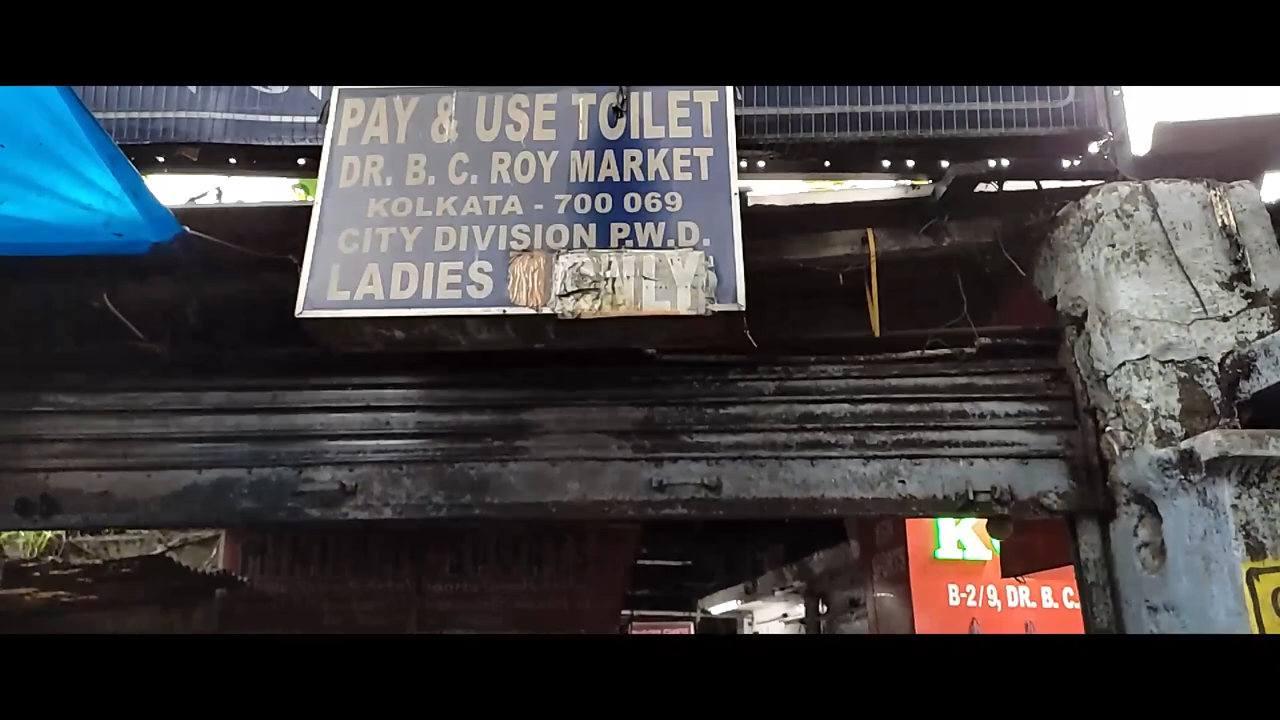 PAY & USE TOILET
DR. B. C. ROY MARKET
KOLKATA - 700 069
CITY DIVISION P.W.D.
LADIES ONLY
B-2/9, DR. B. C.